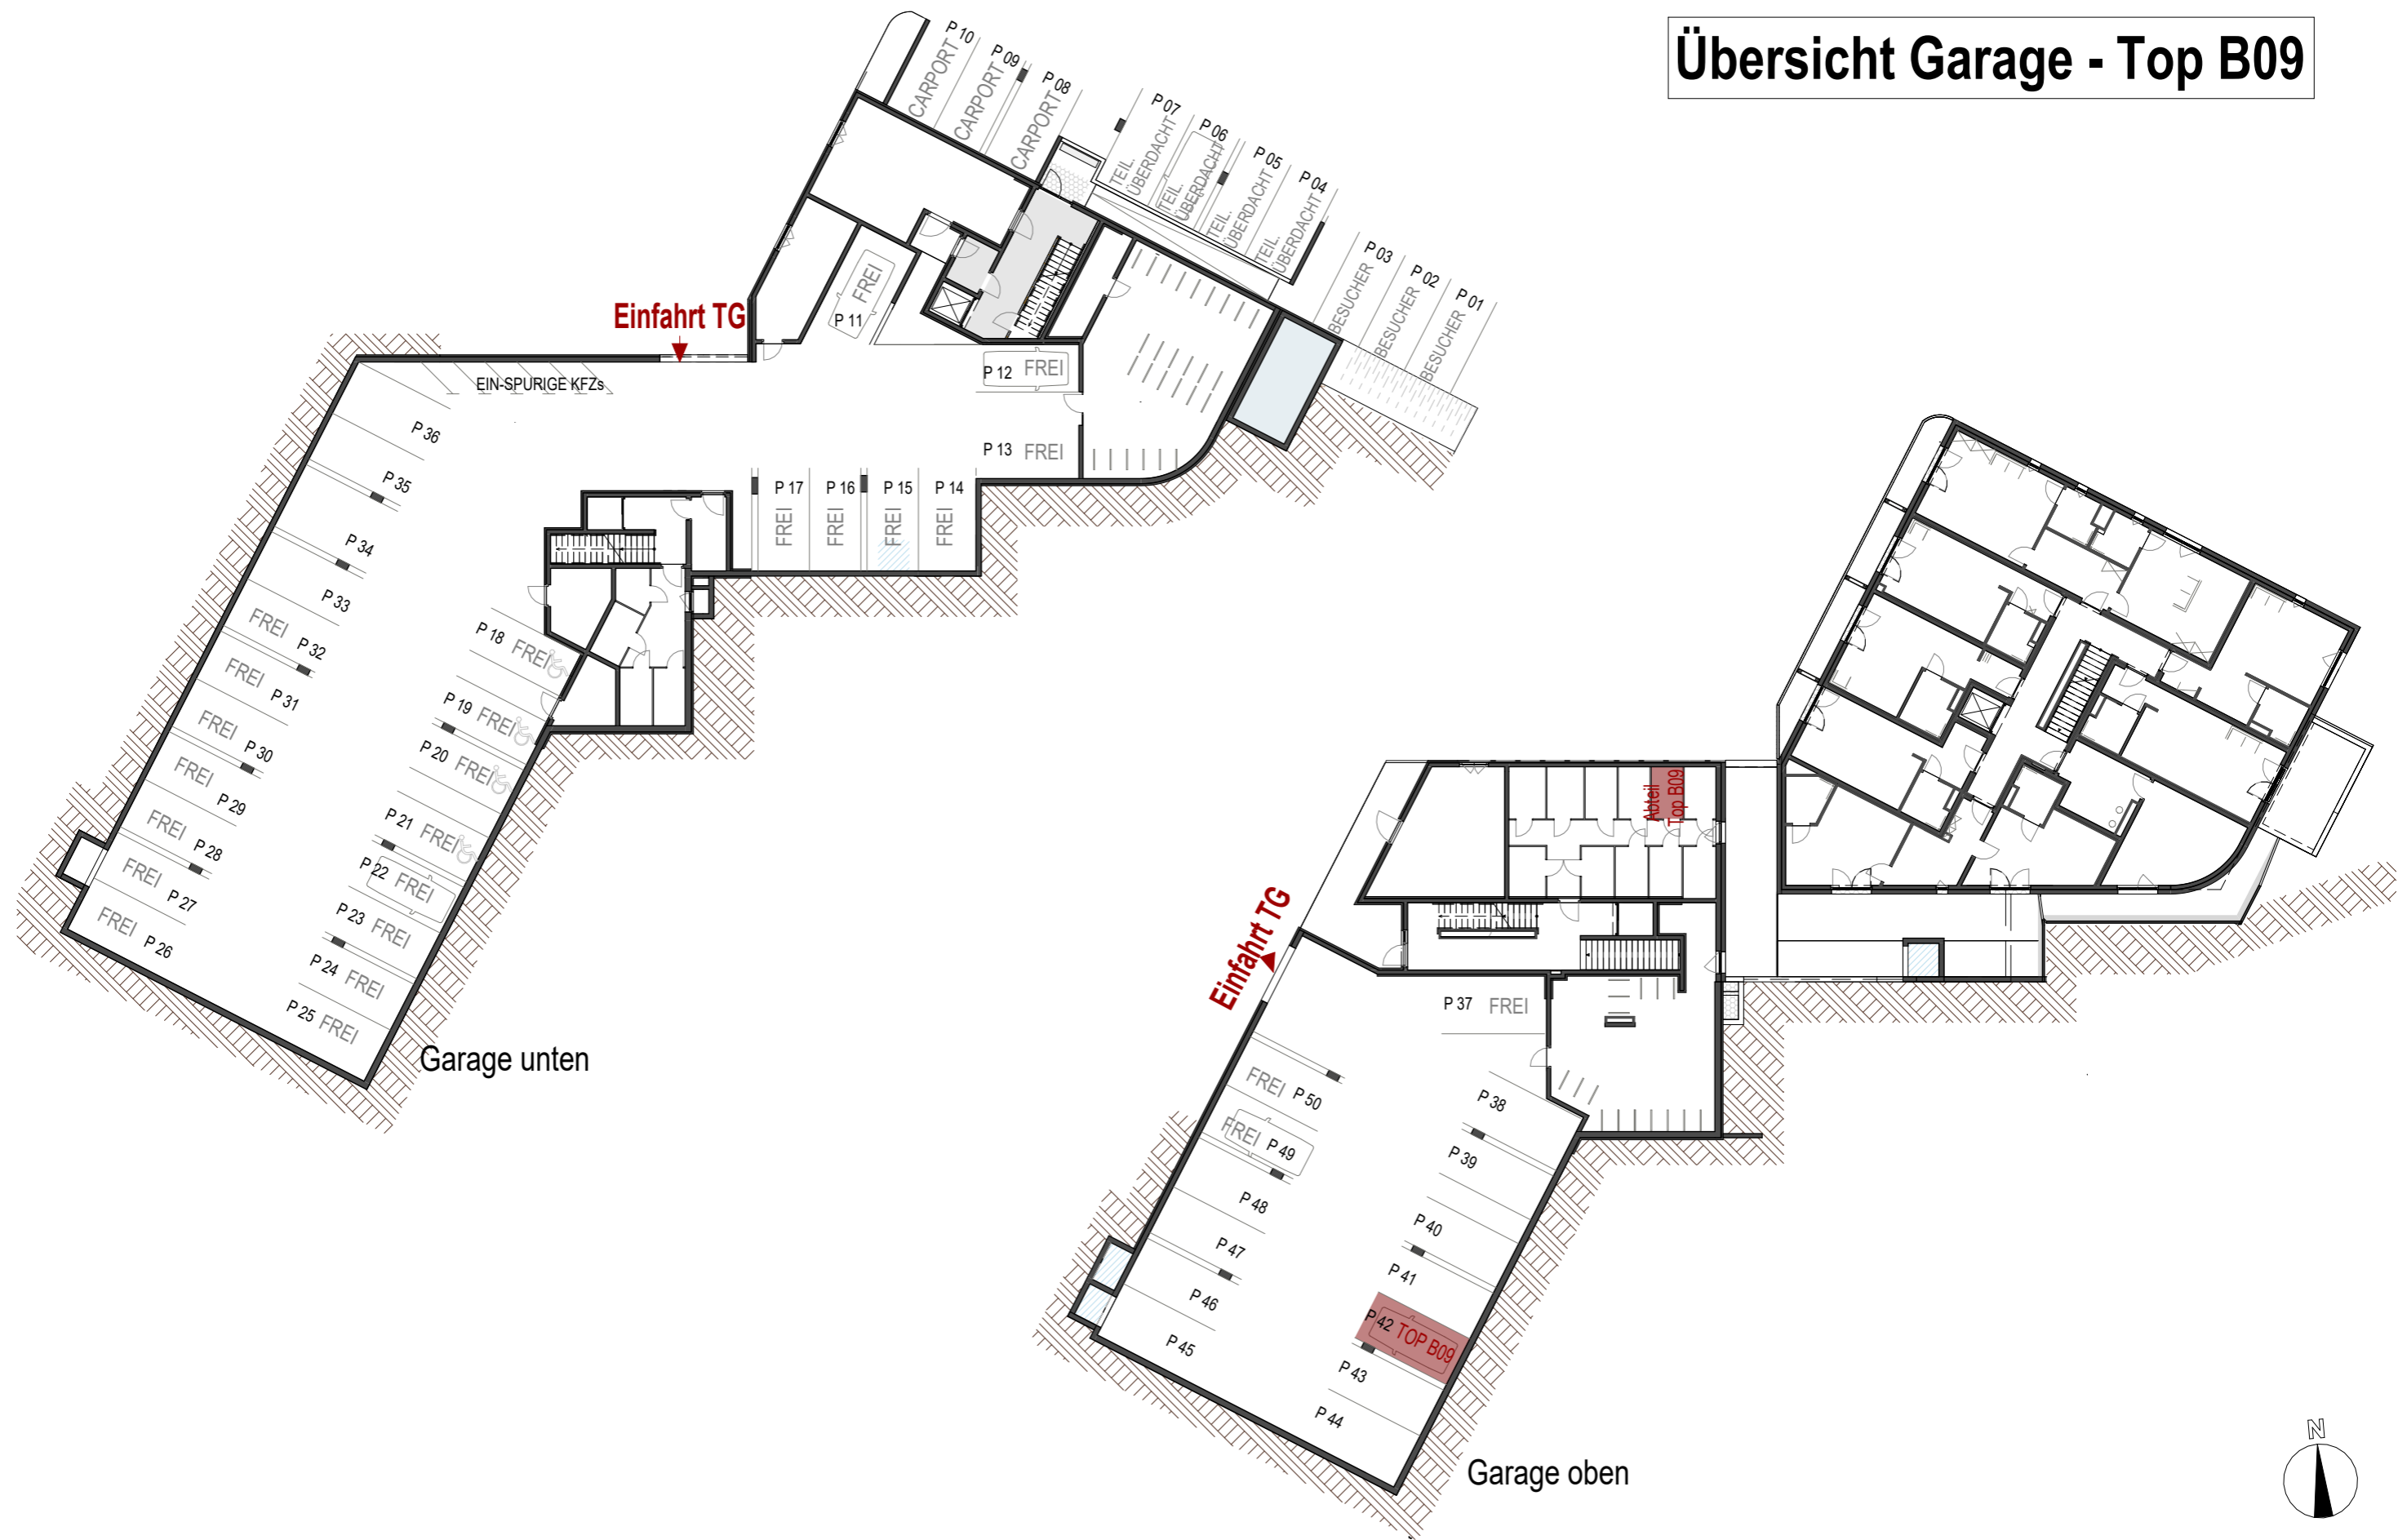 Übersicht Garage - Top B09
P 10
CARPORT
P 09
CARPORT
P 08
CARPORT
P 07
TEIL.
ÜBERDACHT
P 06
TEIL.
ÜBERDACHT
P 05
TEIL.
ÜBERDACHT
P 04
TEIL.
ÜBERDACHT
P 03
BESUCHER
P 02
BESUCHER
P 01
BESUCHER
Einfahrt TG
FREI
P 11
P 12 FREI
P 13 FREI
EIN-SPURIGE KFZs
P 17
FREI
P 16
FREI
P 15
FREI
P 14
FREI
P 36
P 35
P 34
P 33
FREI P 32
FREI P 31
FREI P 30
FREI P 29
FREI P 28
FREI P 27
FREI P 26
P 18 FREI
P 19 FREI
P 20 FREI
P 21 FREI
P 22 FREI
P 23 FREI
P 24 FREI
P 25 FREI
Garage unten
Abteil
Top B09
Einfahrt TG
P 37 FREI
FREI P 50
FREI P 49
P 48
P 47
P 46
P 45
P 38
P 39
P 40
P 41
P 42 TOP B09
P 43
P 44
Garage oben
N